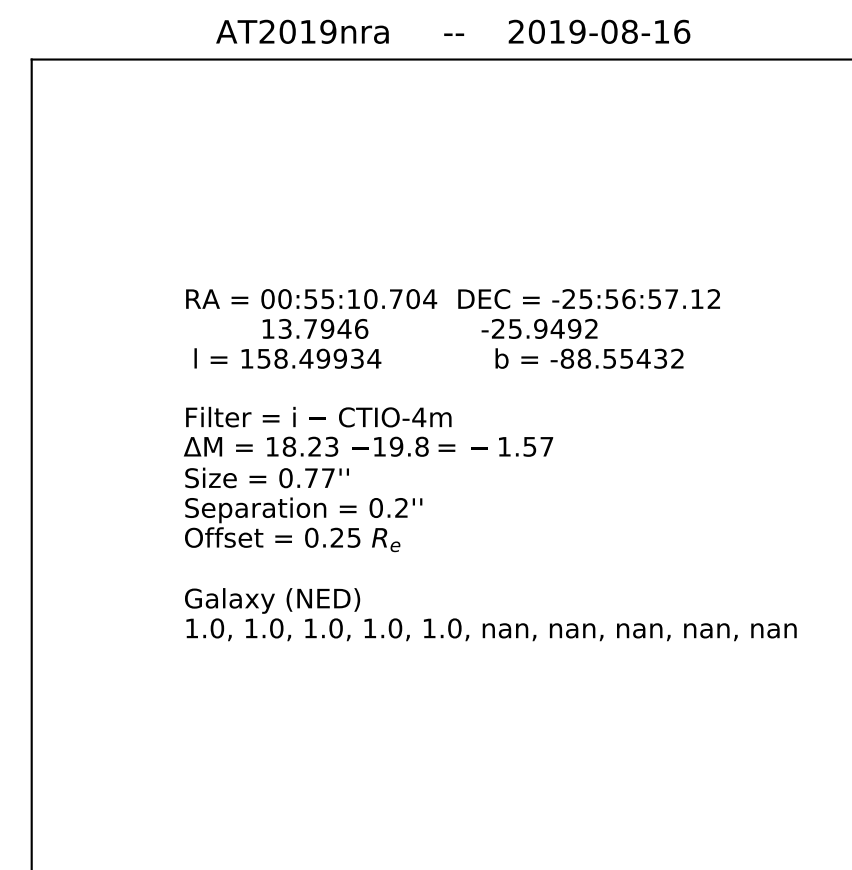 AT2019nra -- 2019-08-16
RA = 00:55:10.704 DEC = -25:56:57.12
13.7946 -25.9492
l = 158.49934 b = -88.55432
Filter = i − CTIO-4m
ΔM = 18.23 −19.8 = − 1.57
Size = 0.77''
Separation = 0.2''
Offset = 0.25 Re
Galaxy (NED)
1.0, 1.0, 1.0, 1.0, 1.0, nan, nan, nan, nan, nan